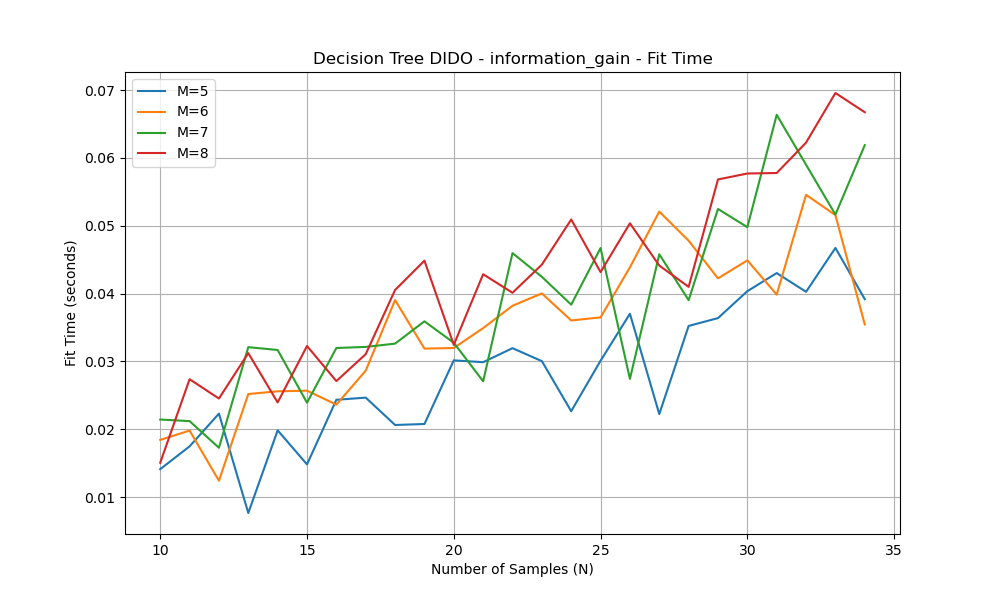 Decision Tree DIDO - information_gain - Fit Time
M=5
M=6
M=7
M=8
0.07
0.06
0.05
0.04
0.03
0.02
0.01
Fit Time (seconds)
10
15
20
25
30
35
Number of Samples (N)